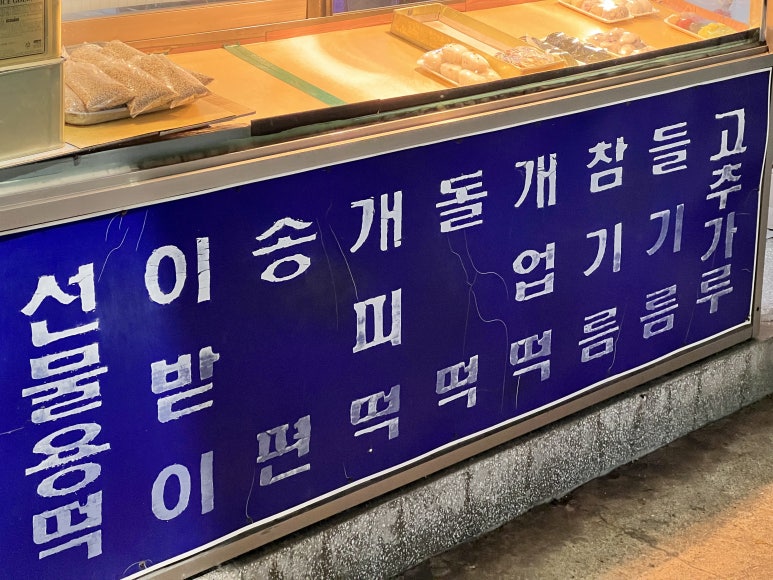 선물용떡
이받이
송편
개피떡
돌떡
개업떡
참기름
들기름
고추가루